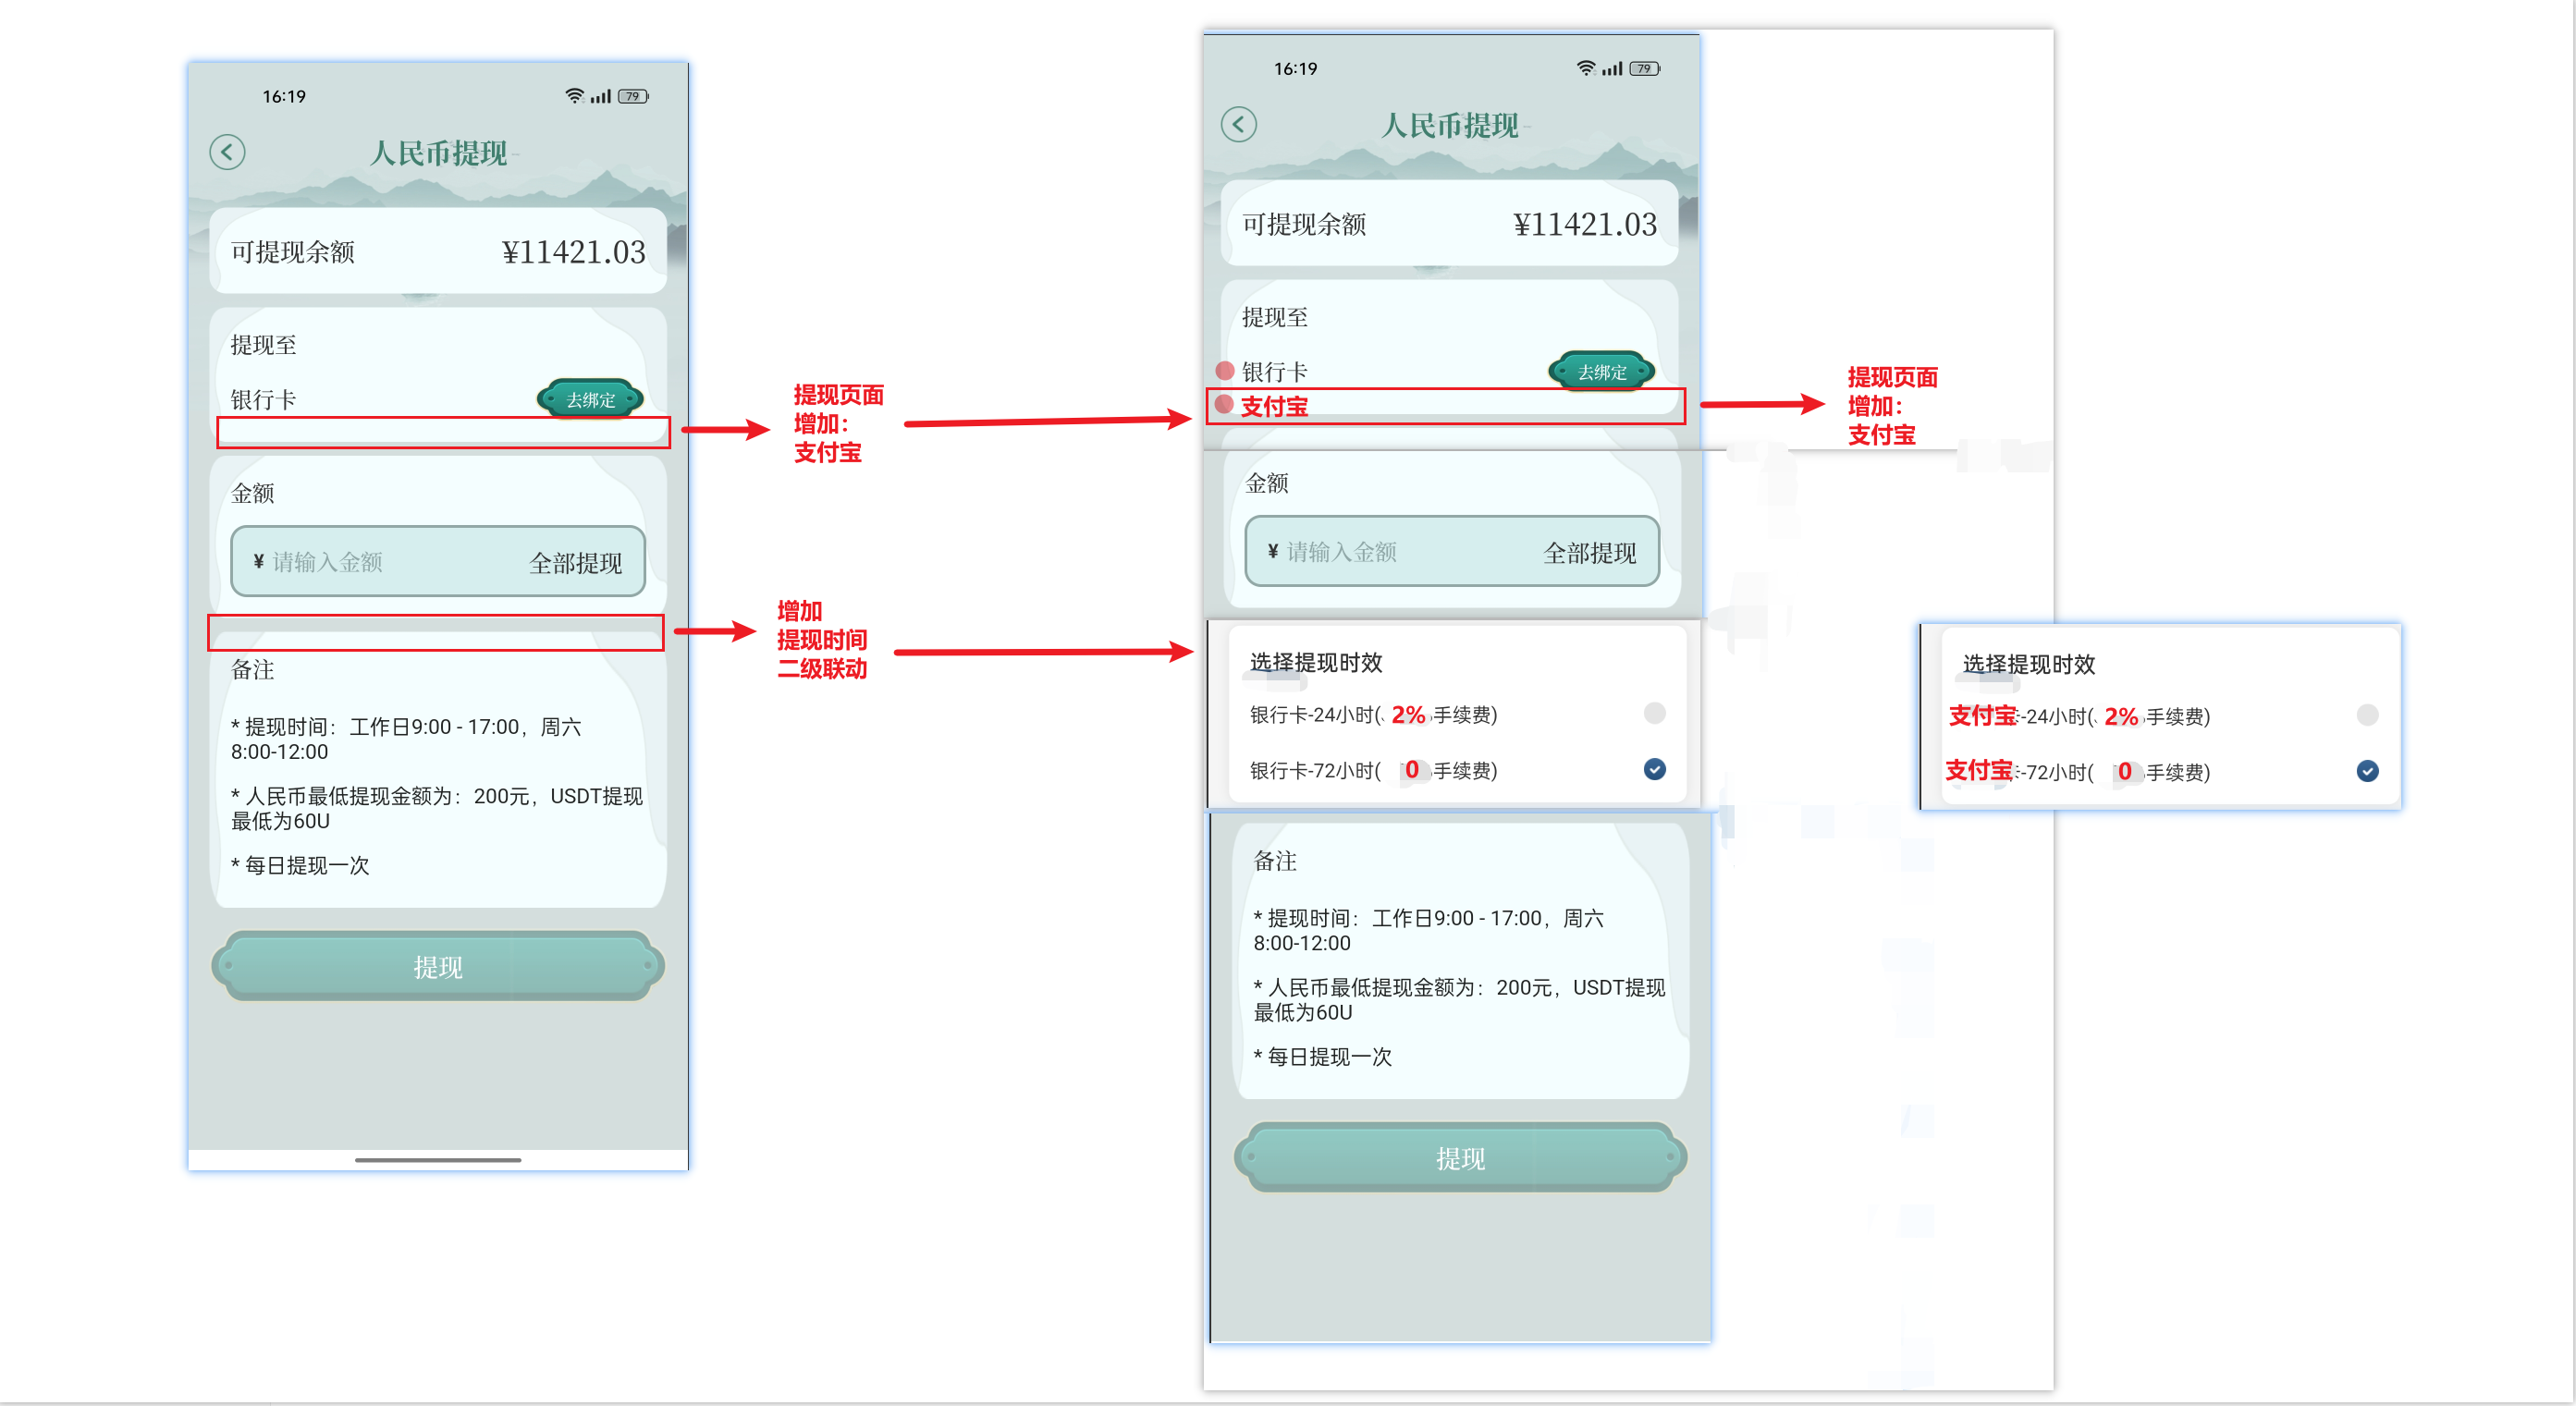 16:19
79
人民币提现
可提现余额
¥11421.03
提现至
银行卡
去绑定
金额
¥ 请输入金额
全部提现
备注
* 提现时间：工作日9:00 - 17:00，周六
8:00-12:00
* 人民币最低提现金额为：200元，USDT提现
最低为60U
* 每日提现一次
提现
提现页面
增加：
支付宝
增加
提现时间
二级联动
16:19
79
人民币提现
可提现余额
¥11421.03
提现至
银行卡
去绑定
支付宝
金额
¥ 请输入金额
全部提现
选择提现时效
银行卡-24小时( 2% 手续费)
银行卡-72小时( 0 手续费)
备注
* 提现时间：工作日9:00 - 17:00，周六
8:00-12:00
* 人民币最低提现金额为：200元，USDT提现
最低为60U
* 每日提现一次
提现
提现页面
增加：
支付宝
选择提现时效
支付宝-24小时( 2% 手续费)
支付宝-72小时( 0 手续费)